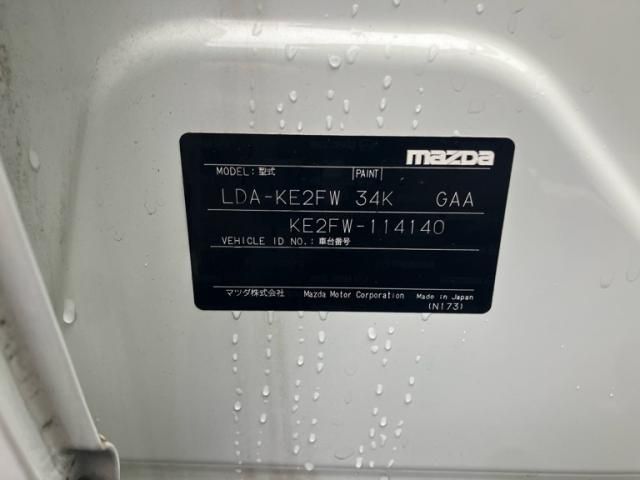 mazda
MODEL: 型式 PAINT
LDA-KE2FW 34K GAA
KE2FW-114140
VEHICLE ID NO.: 車台番号
マツダ株式会社 Mazda Motor Corporation Made in Japan
(N173)